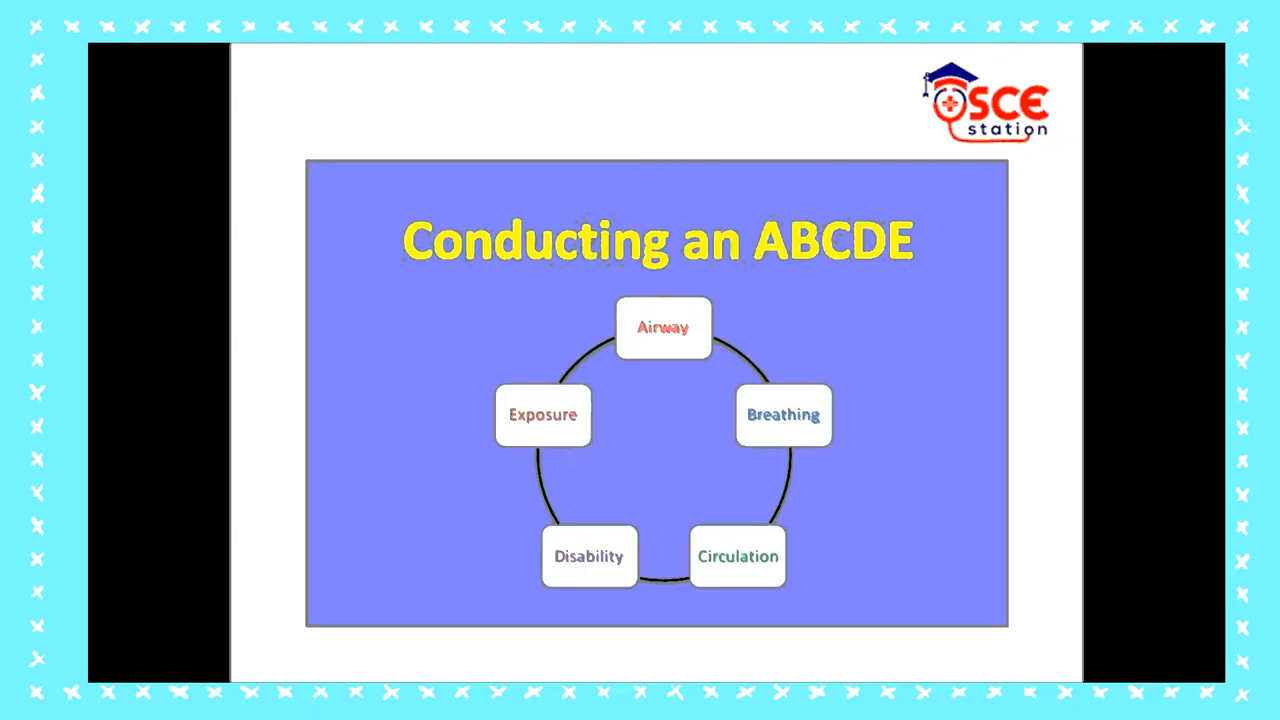 OSCE
station
Conducting an ABCDE
Airway
Exposure
Breathing
Disability
Circulation